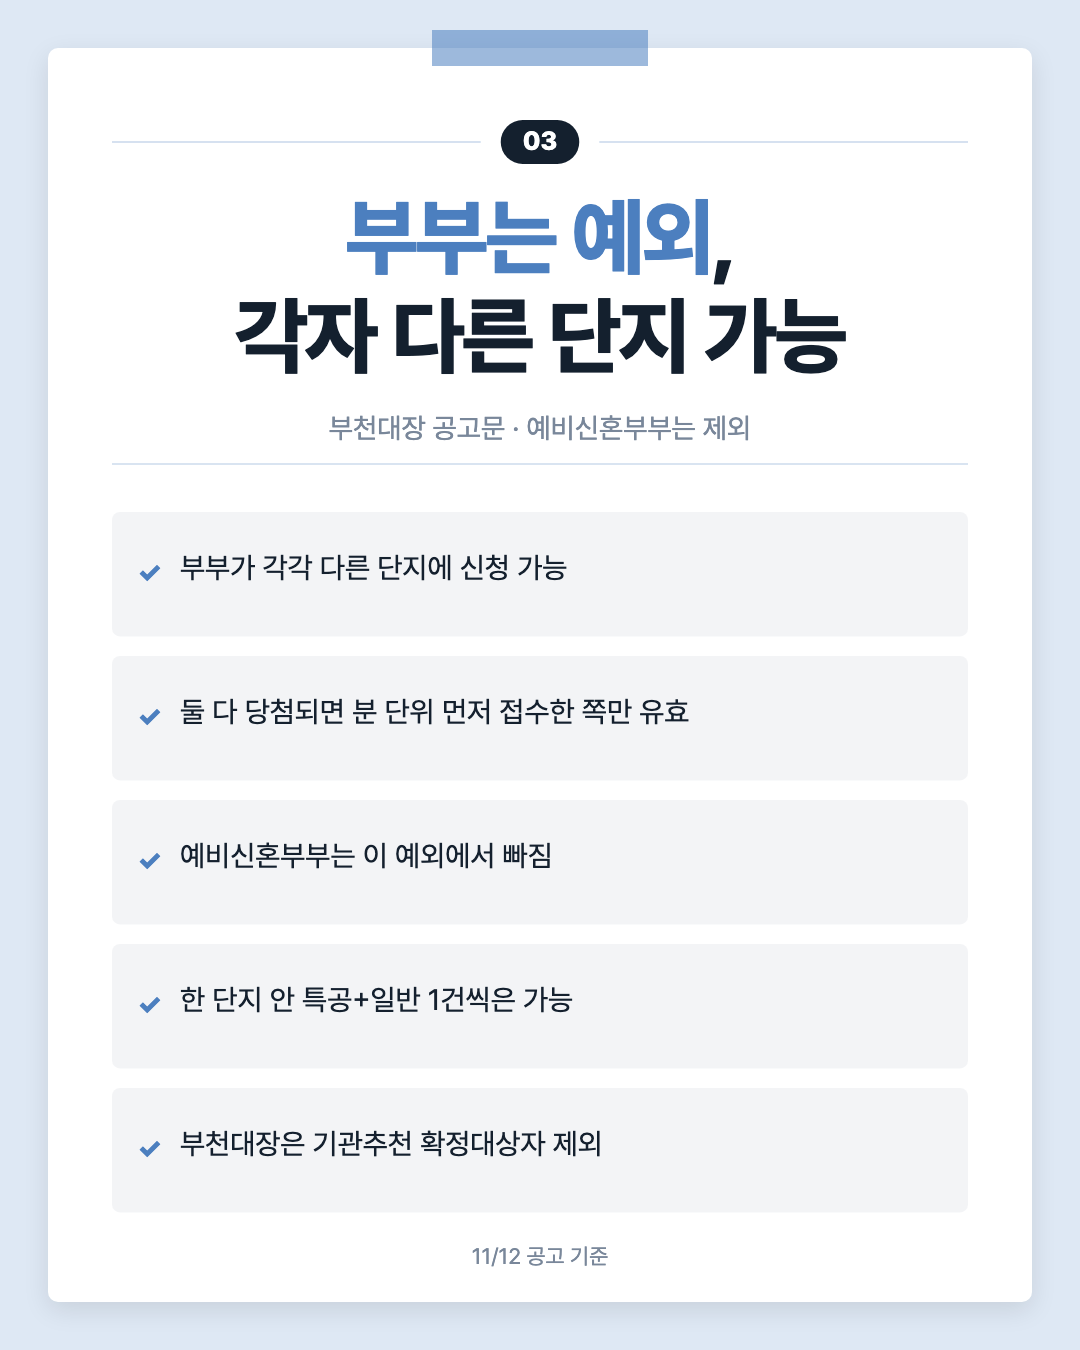 03
부부는 예외,
각자 다른 단지 가능
부천대장 공고문 · 예비신혼부부는 제외
부부가 각각 다른 단지에 신청 가능
둘 다 당첨되면 분 단위 먼저 접수한 쪽만 유효
예비신혼부부는 이 예외에서 빠짐
한 단지 안 특공+일반 1건씩은 가능
부천대장은 기관추천 확정대상자 제외
11/12 공고 기준